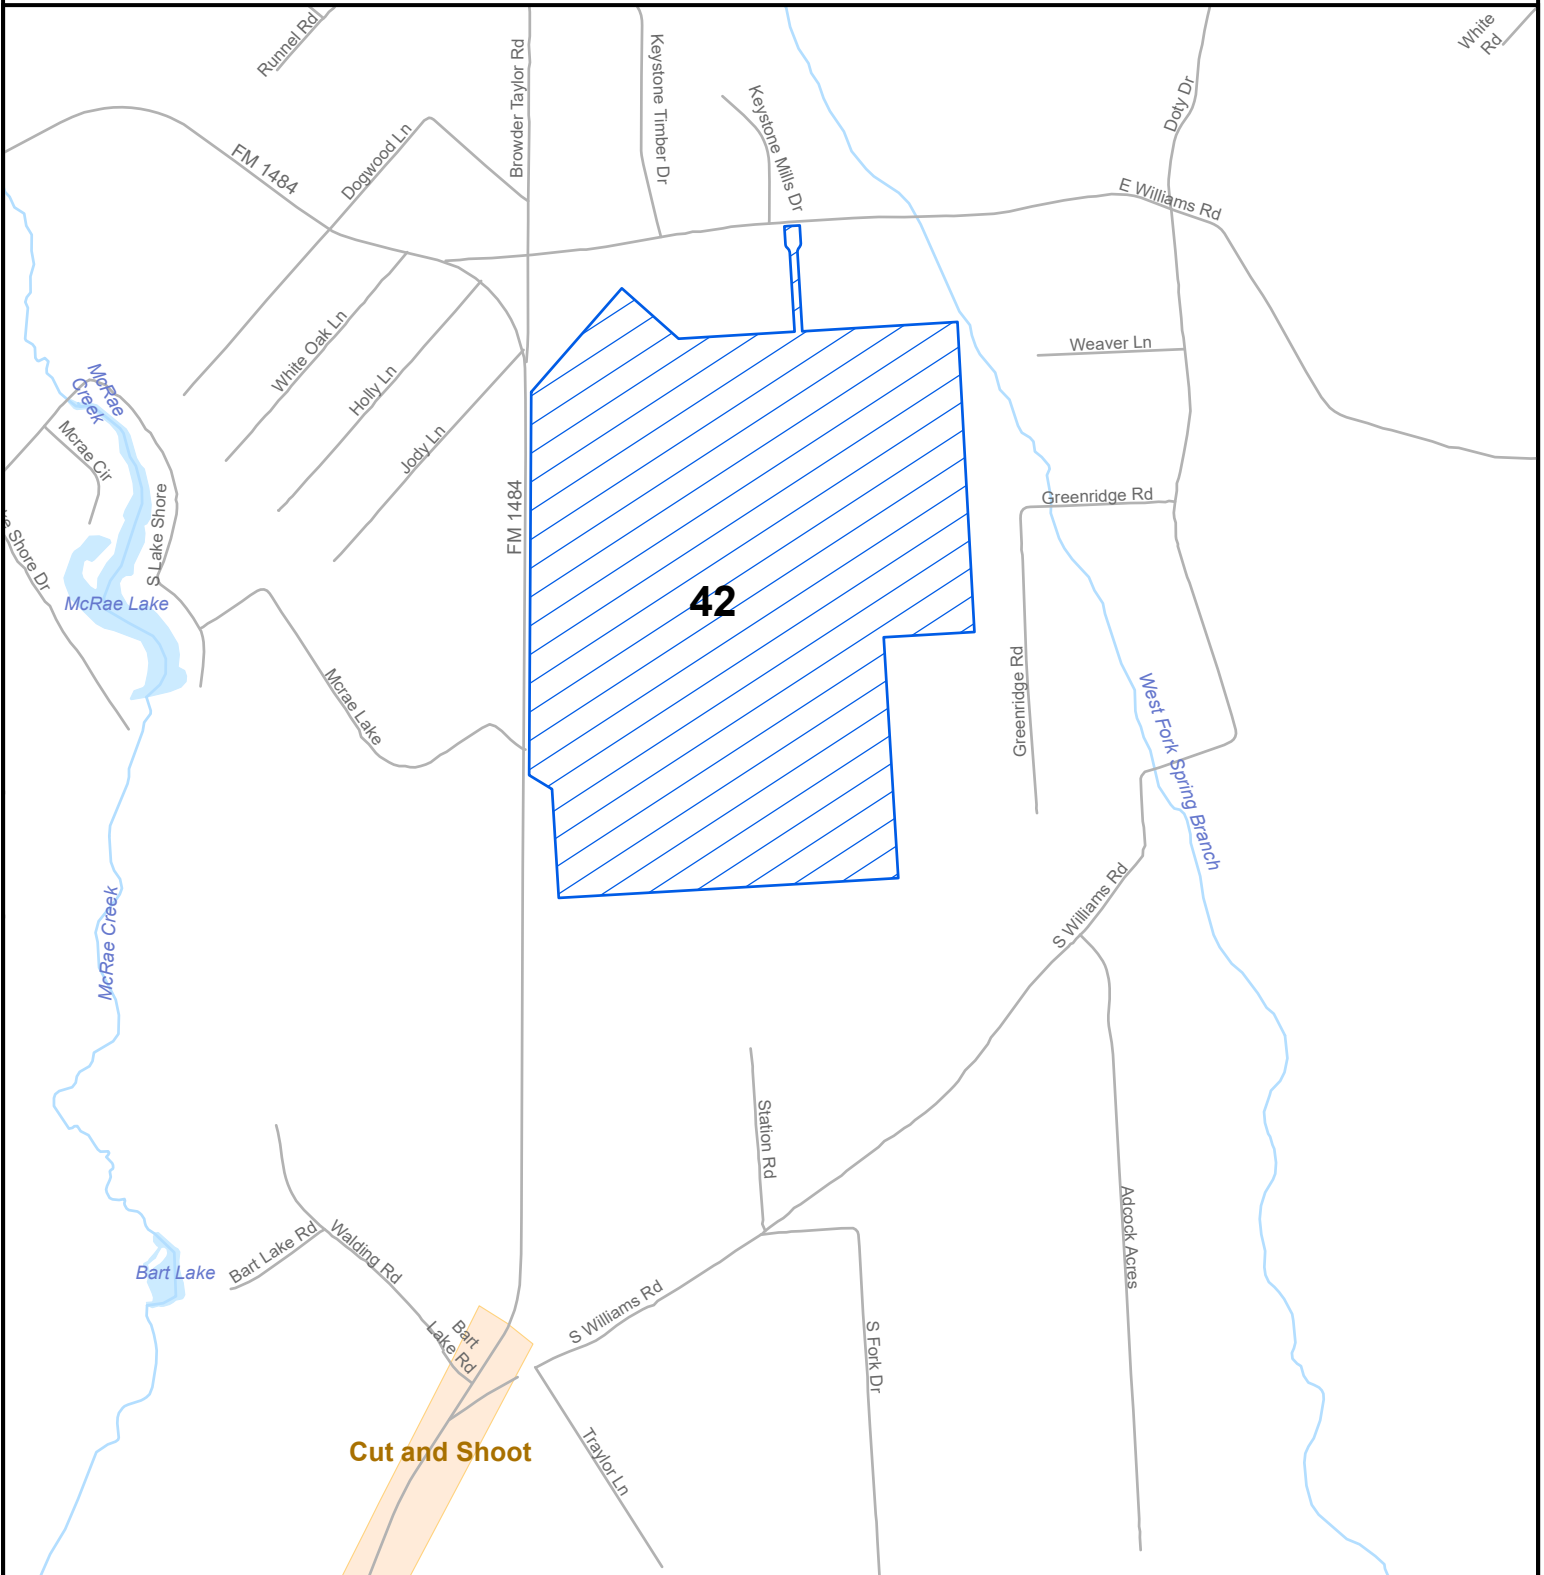 Runnel Rd
Browder Taylor Rd
Keystone Timber Dr
Keystone Mills Dr
Doty Dr
White
Rd
FM 1484
Dogwood Ln
E Williams Rd
White Oak Ln
Holly Ln
Jody Ln
Weaver Ln
McRae
Creek
Mcrae Cir
S Lake Shore
FM 1484
Greenridge Rd
Shore Dr
McRae Lake
42
Mcrae Lake
Greenridge Rd
West Fork Spring Branch
McRae Creek
S Williams Rd
Station Rd
Adcock Acres
Bart Lake Rd
Walding Rd
Bart Lake
Bart
Lake Rd
S Williams Rd
S Fork Dr
Cut and Shoot
Traylor Ln